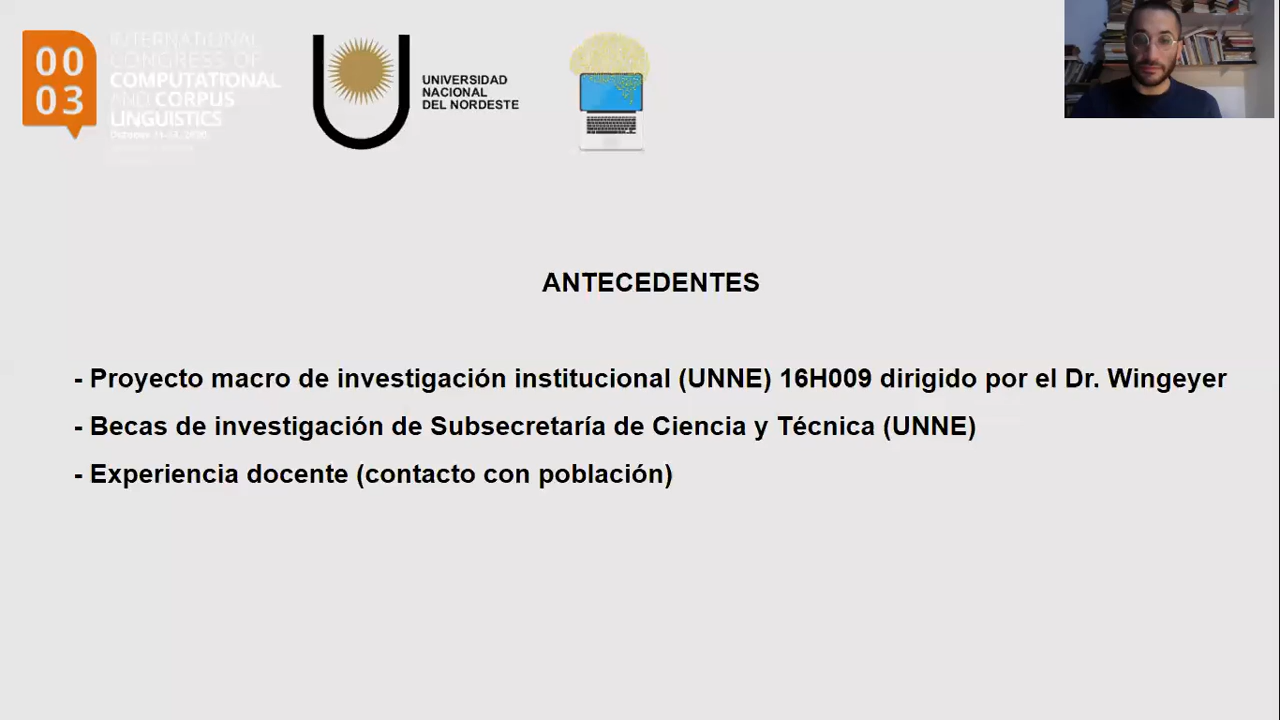 00
03
INTERNATIONAL
CONGRESS OF
COMPUTATIONAL
AND CORPUS
LINGUISTICS
UNIVERSIDAD
NACIONAL
DEL NORDESTE
ANTECEDENTES
- Proyecto macro de investigación institucional (UNNE) 16H009 dirigido por el Dr. Wingeyer
- Becas de investigación de Subsecretaría de Ciencia y Técnica (UNNE)
- Experiencia docente (contacto con población)